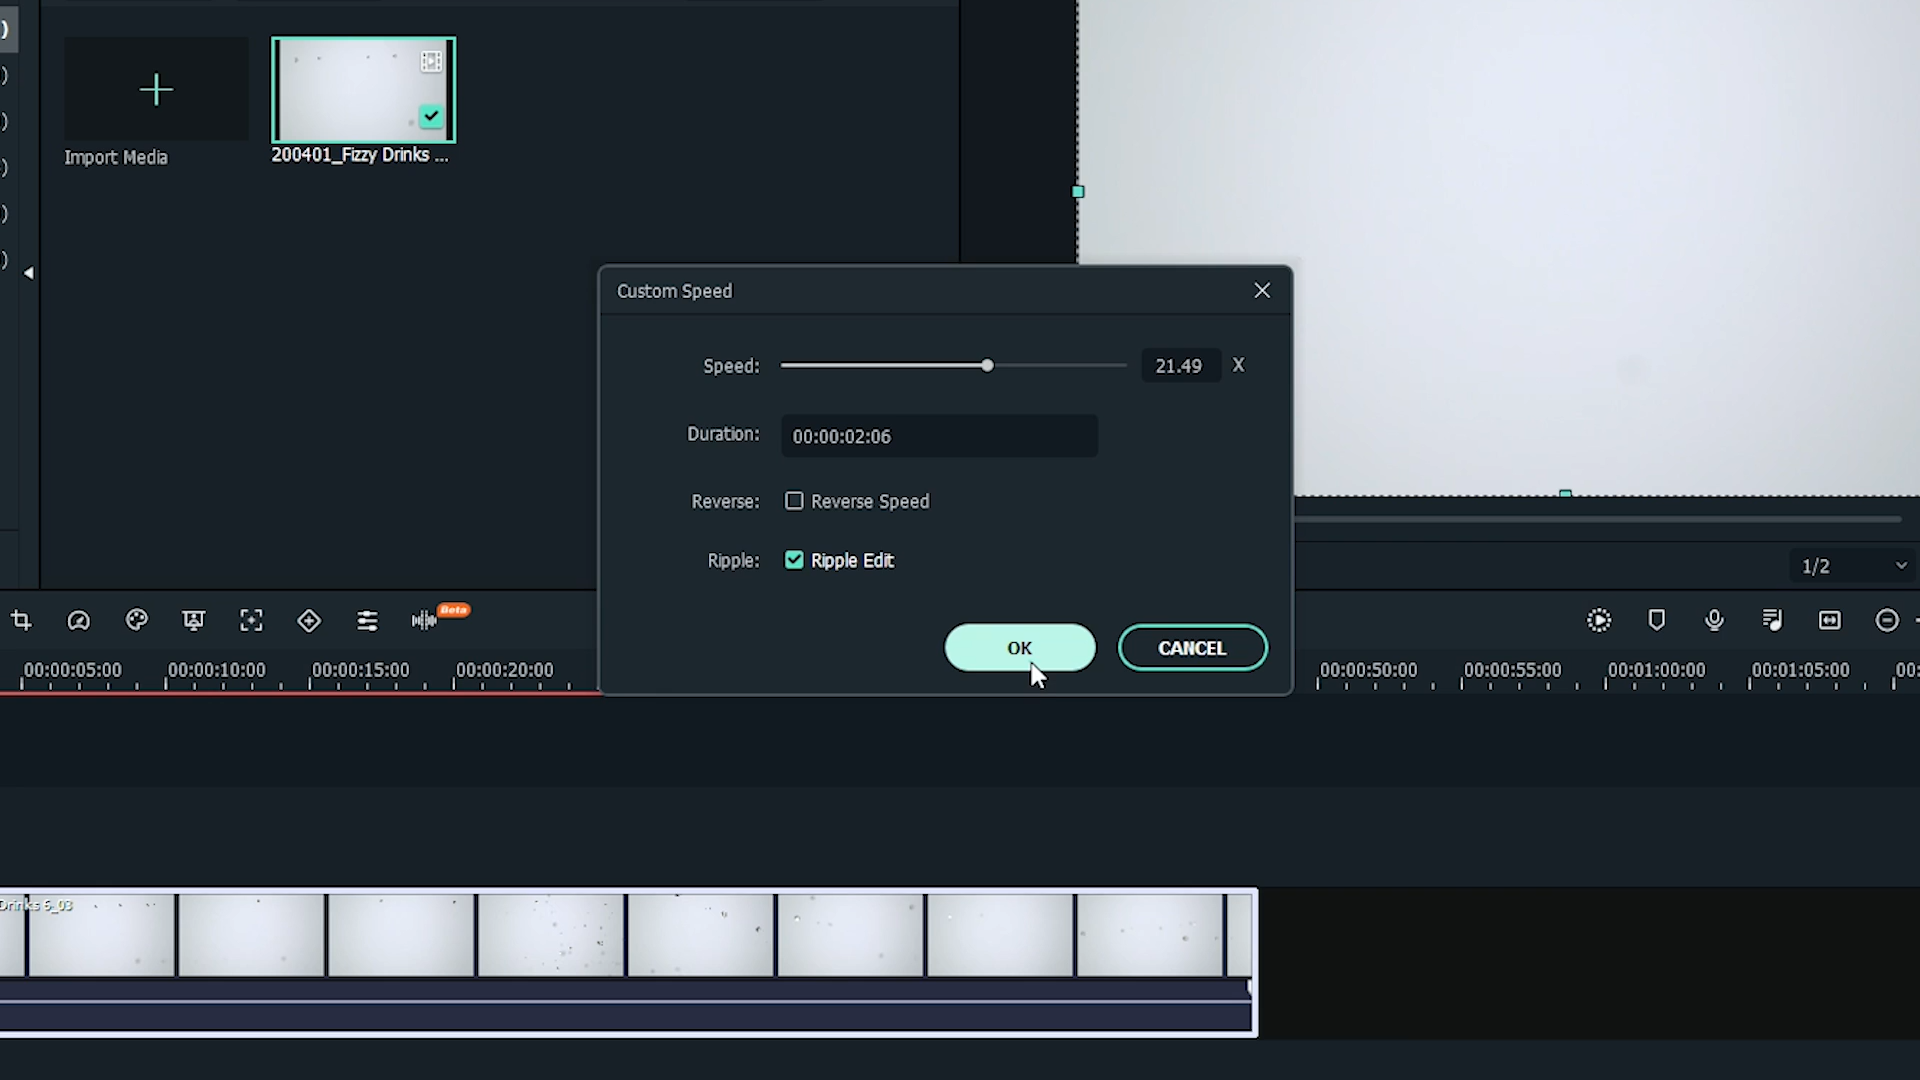 Import Media
200401_Fizzy Drinks ...
Custom Speed
Speed:
21.49
X
Duration:
00:00:02:06
Reverse:
Reverse Speed
Ripple:
Ripple Edit
OK
CANCEL
1/2
Beta
00:00:05:00
00:00:10:00
00:00:15:00
00:00:20:00
00:00:50:00
00:00:55:00
00:01:00:00
00:01:05:00
00:
Drinks 6_03